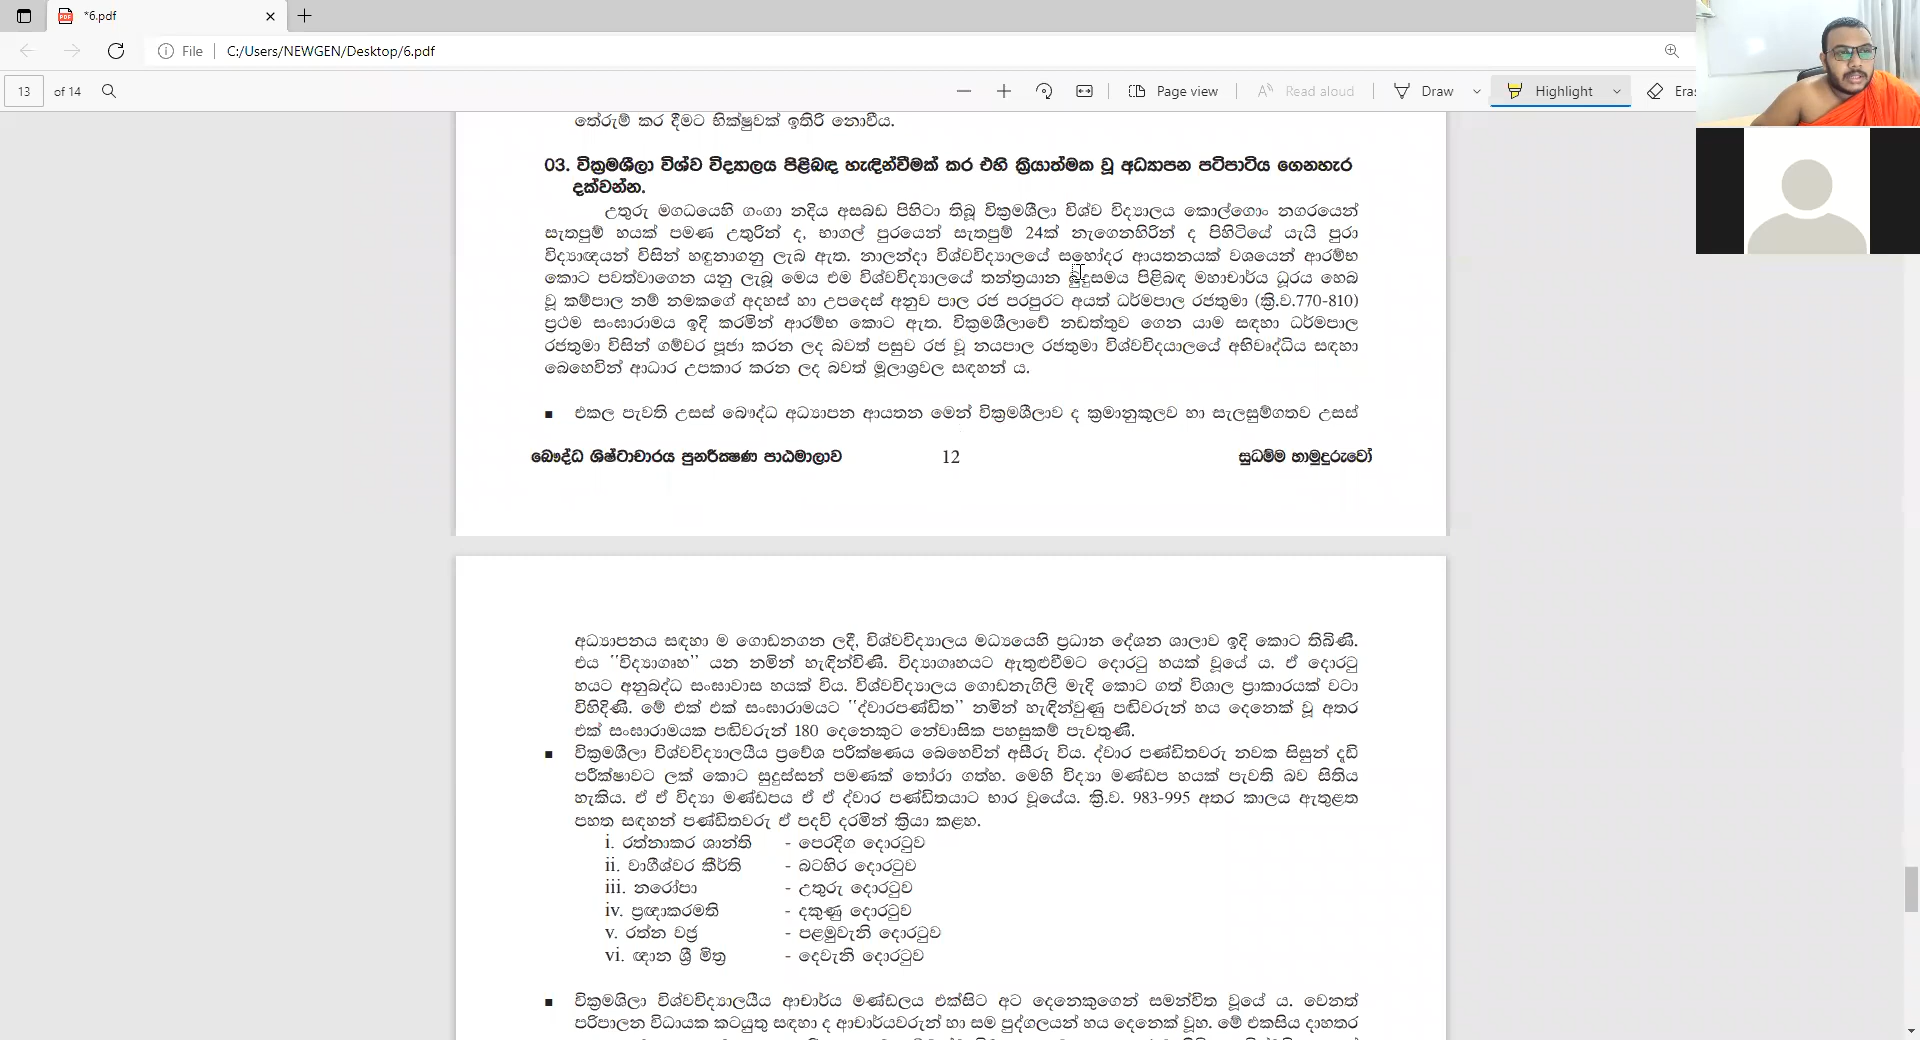 *6.pdf
File C:/Users/NEWGEN/Desktop/6.pdf
13 of 14 Page view Read aloud Draw Highlight Eras
තේරුම් කර දීමට භික්ෂුවක් ඉතිරි නොවීය.
03. වික්‍රමශීලා විශ්ව විද්‍යාලය පිළිබඳ හැඳින්වීමක් කර එහි ක්‍රියාත්මක වූ අධ්‍යාපන පටිපාටිය ගෙනහැර
දක්වන්න.
උතුරු මගධයෙහි ගංගා නදිය අසබඩ පිහිටා තිබූ වික්‍රමශීලා විශ්ව විද්‍යාලය කොල්ගොං නගරයෙන්
සැතපුම් හයක් පමණ උතුරින් ද, භාගල් පුරයෙන් සැතපුම් 24ක් නැගෙනහිරින් ද පිහිටියේ යැයි පුරා
විද්‍යාඥයන් විසින් හඳුනාගනු ලැබ ඇත. නාලන්දා විශ්වවිද්‍යාලයේ සහෝදර ආයතනයක් වශයෙන් ආරම්භ
කොට පවත්වාගෙන යනු ලැබූ මෙය එම විශ්වවිද්‍යාලයේ තන්ත්‍රයාන බුදුසමය පිළිබඳ මහාචාර්ය ධූරය හෙබ
වූ කම්පාල නම් නමකගේ අදහස් හා උපදෙස් අනුව පාල රජ පරපුරට අයත් ධර්මපාල රජතුමා (ක්‍රි.ව.770-810)
ප්‍රථම සංඝාරාමය ඉදි කරමින් ආරම්භ කොට ඇත. වික්‍රමශීලාවේ නඩත්තුව ගෙන යාම සඳහා ධර්මපාල
රජතුමා විසින් ගම්වර පූජා කරන ලද බවත් පසුව රජ වූ නයපාල රජතුමා විශ්වවිදයාලයේ අභිවෘද්ධිය සඳහා
බෙහෙවින් ආධාර උපකාර කරන ලද බවත් මූලාශ්‍රවල සඳහන් ය.
▪ එකල පැවති උසස් බෞද්ධ අධ්‍යාපන ආයතන මෙන් වික්‍රමශීලාව ද ක්‍රමානුකූලව හා සැලසුම්ගතව උසස්
බෞද්ධ ශිෂ්ටාචාරය පුනරීක්‍ෂණ පාඨමාලාව 12 සුධම්ම හාමුදුරුවෝ
අධ්‍යාපනය සඳහා ම ගොඩනගන ලදී, විශ්වවිද්‍යාලය මධ්‍යයෙහි ප්‍රධාන දේශන ශාලාව ඉදි කොට තිබිණි.
එය ‘‘විද්‍යාගෘහ’’ යන නමින් හැඳින්විණි. විද්‍යාගෘහයට ඇතුළුවීමට දොරටු හයක් වූයේ ය. ඒ දොරටු
හයට අනුබද්ධ සංඝාවාස හයක් විය. විශ්වවිද්‍යාලය ගොඩනැගිලි මැදි කොට ගත් විශාල ප්‍රාකාරයක් වටා
විහිදිණි. මේ එක් එක් සංඝාරාමයට ‘‘ද්වාරපණ්ඩිත’’ නමින් හැඳින්වුණු පඬිවරුන් හය දෙනෙක් වූ අතර
එක් සංඝාරාමයක පඬිවරුන් 180 දෙනෙකුට නේවාසික පහසුකම් පැවතුණි.
▪ වික්‍රමශීලා විශ්වවිද්‍යාලයීය ප්‍රවේශ පරීක්ෂණය බෙහෙවින් අසීරු විය. ද්වාර පණ්ඩිතවරු නවක සිසුන් දැඩි
පරීක්ෂාවට ලක් කොට සුදුස්සන් පමණක් තෝරා ගත්හ. මෙහි විද්‍යා මණ්ඩප හයක් පැවති බව සිතිය
හැකිය. ඒ ඒ විද්‍යා මණ්ඩපය ඒ ඒ ද්වාර පණ්ඩිතයාට භාර වූයේය. ක්‍රි.ව. 983-995 අතර කාලය ඇතුළත
පහත සඳහන් පණ්ඩිතවරු ඒ පදවි දරමින් ක්‍රියා කළහ.
i. රත්නාකර ශාන්ති - පෙරදිග දොරටුව
ii. වාගීශ්වර කීර්ති - බටහිර දොරටුව
iii. නරෝපා - උතුරු දොරටුව
iv. ප්‍රඥාකරමති - දකුණු දොරටුව
v. රත්න වජ්‍ර - පළමුවැනි දොරටුව
vi. ඥාන ශ්‍රී මිත්‍ර - දෙවැනි දොරටුව
▪ වික්‍රමශිලා විශ්වවිද්‍යාලයීය ආචාර්ය මණ්ඩලය එක්සිට අට දෙනෙකුගෙන් සමන්විත වූයේ ය. වෙනත්
පරිපාලන විධායක කටයුතු සඳහා ද ආචාර්යවරුන් හා සම පුද්ගලයන් හය දෙනෙක් වූහ. මේ එකසිය දාහතර